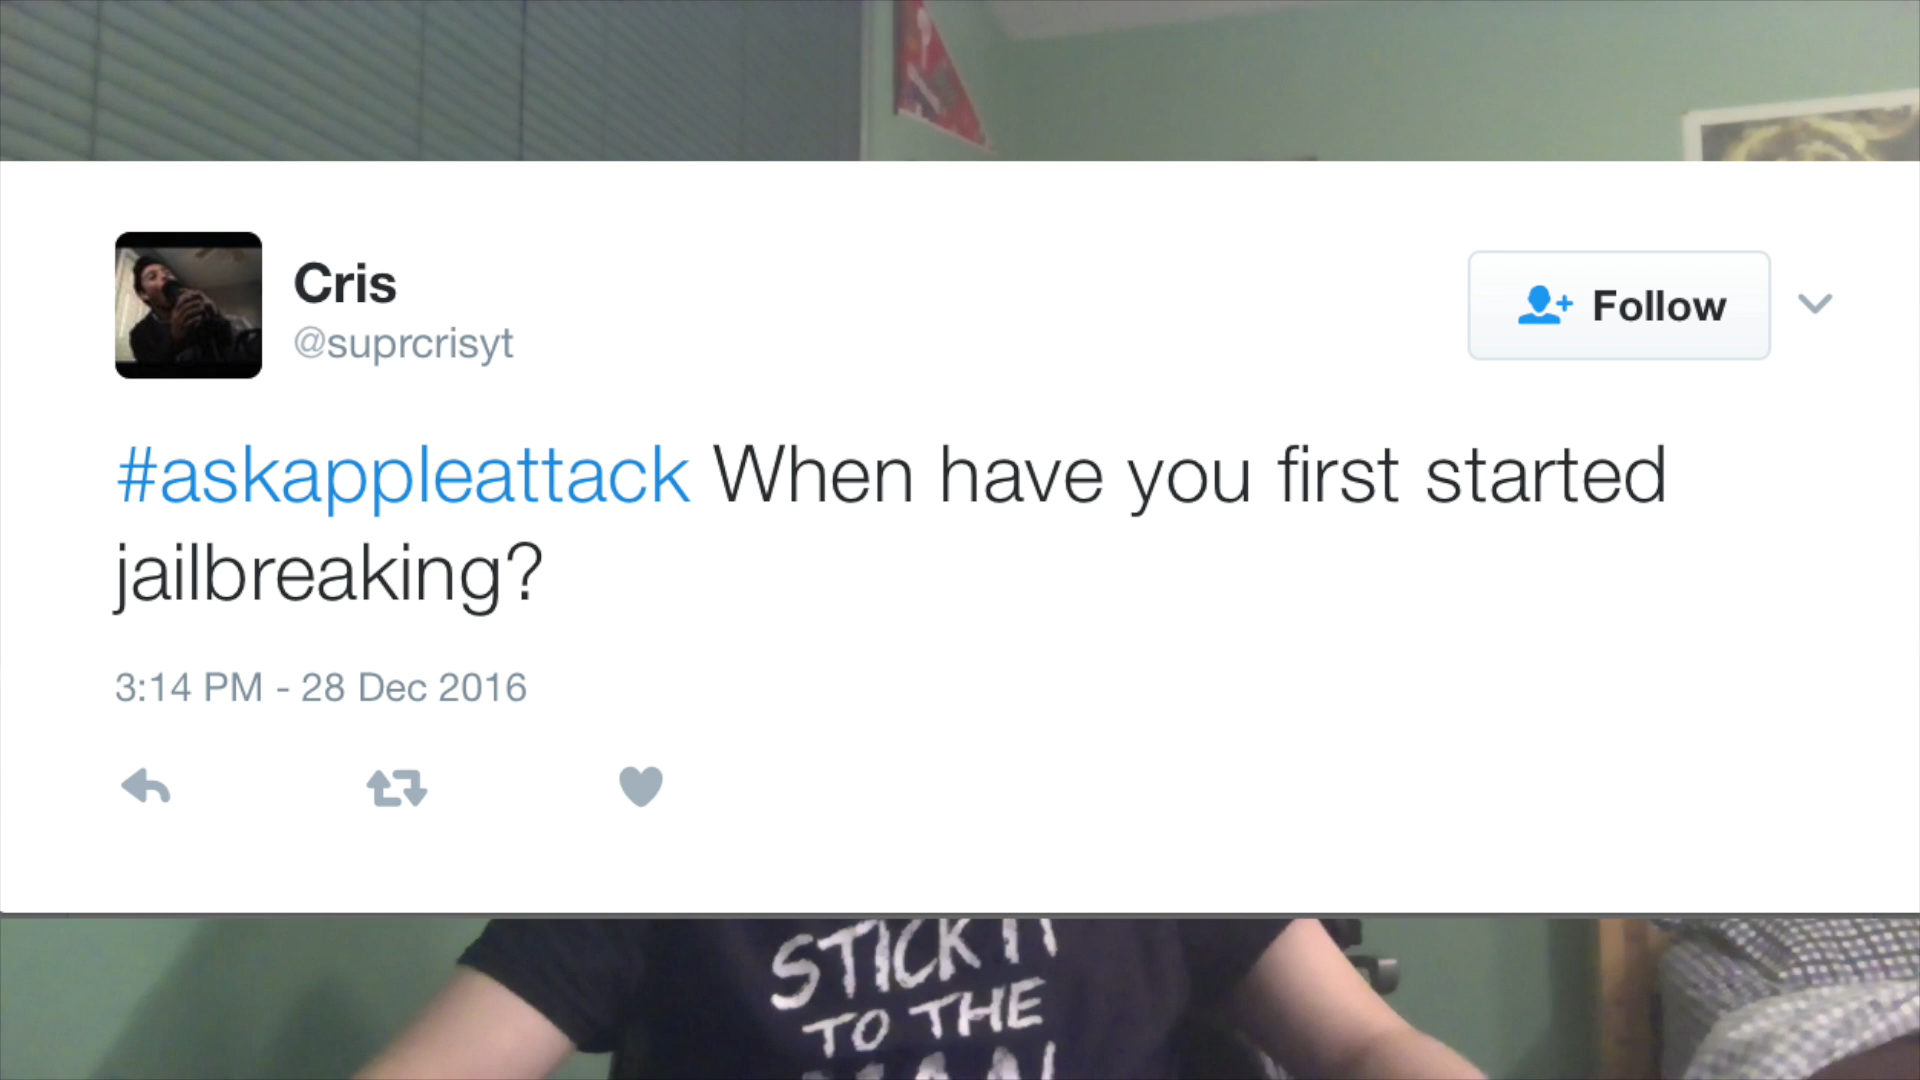 Cris
@suprcrisyt
Follow
#askappleattack When have you first started
jailbreaking?
3:14 PM - 28 Dec 2016
STICK IT
TO THE
MAN